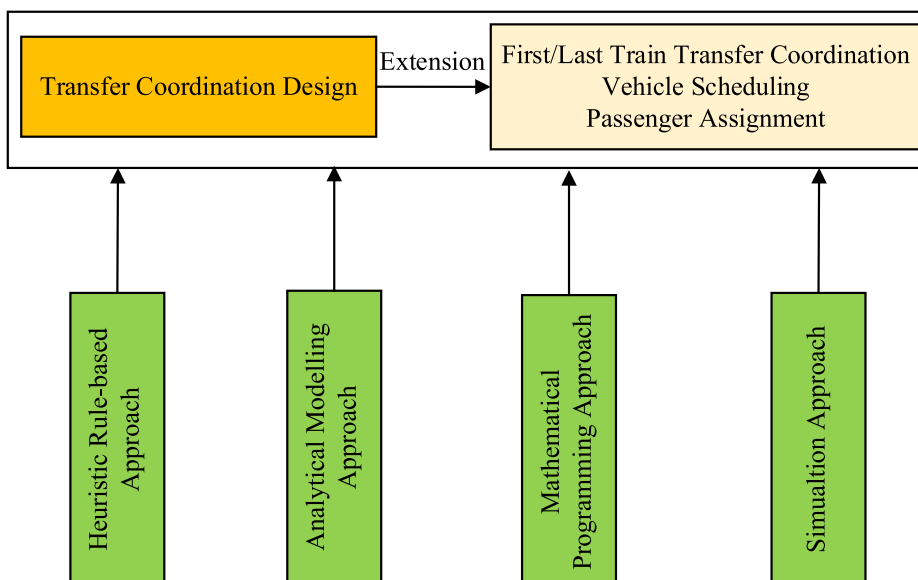 Transfer Coordination Design
Extension
First/Last Train Transfer Coordination
Vehicle Scheduling
Passenger Assignment
Heuristic Rule-based
Approach
Analytical Modelling
Approach
Mathematical
Programming Approach
Simualtion Approach